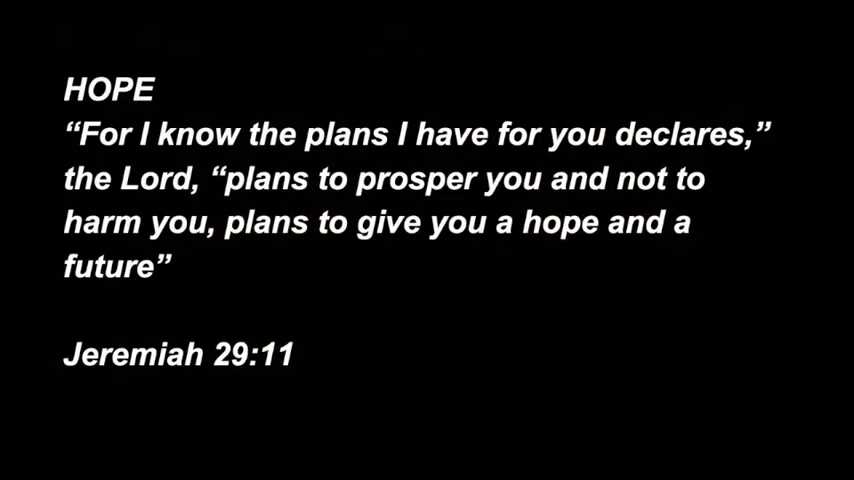 HOPE
“For I know the plans I have for you declares,”
the Lord, “plans to prosper you and not to
harm you, plans to give you a hope and a
future”
Jeremiah 29:11